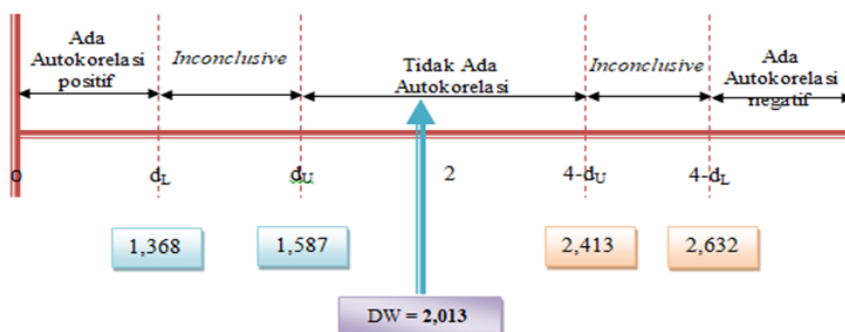 Ada
Autokorelasi
positif
Inconclusive
Tidak Ada
Autokorelasi
Inconclusive
Ada
Autokorelasi
negatif
0
dL
dU
2
4-dU
4-dL
1,368
1,587
2,413
2,632
DW = 2,013